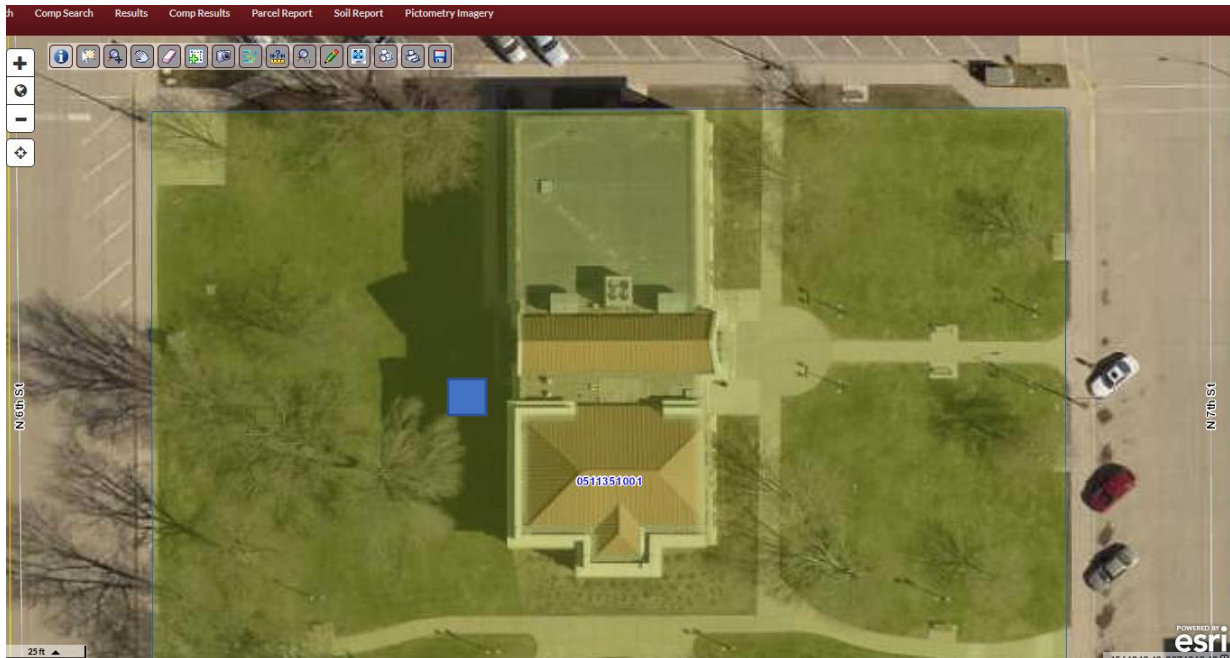 Comp Search Results Comp Results Parcel Report Soil Report Pictometry Imagery
N 6th St
N 7th St
0511351001
25 ft
POWERED BY
esri